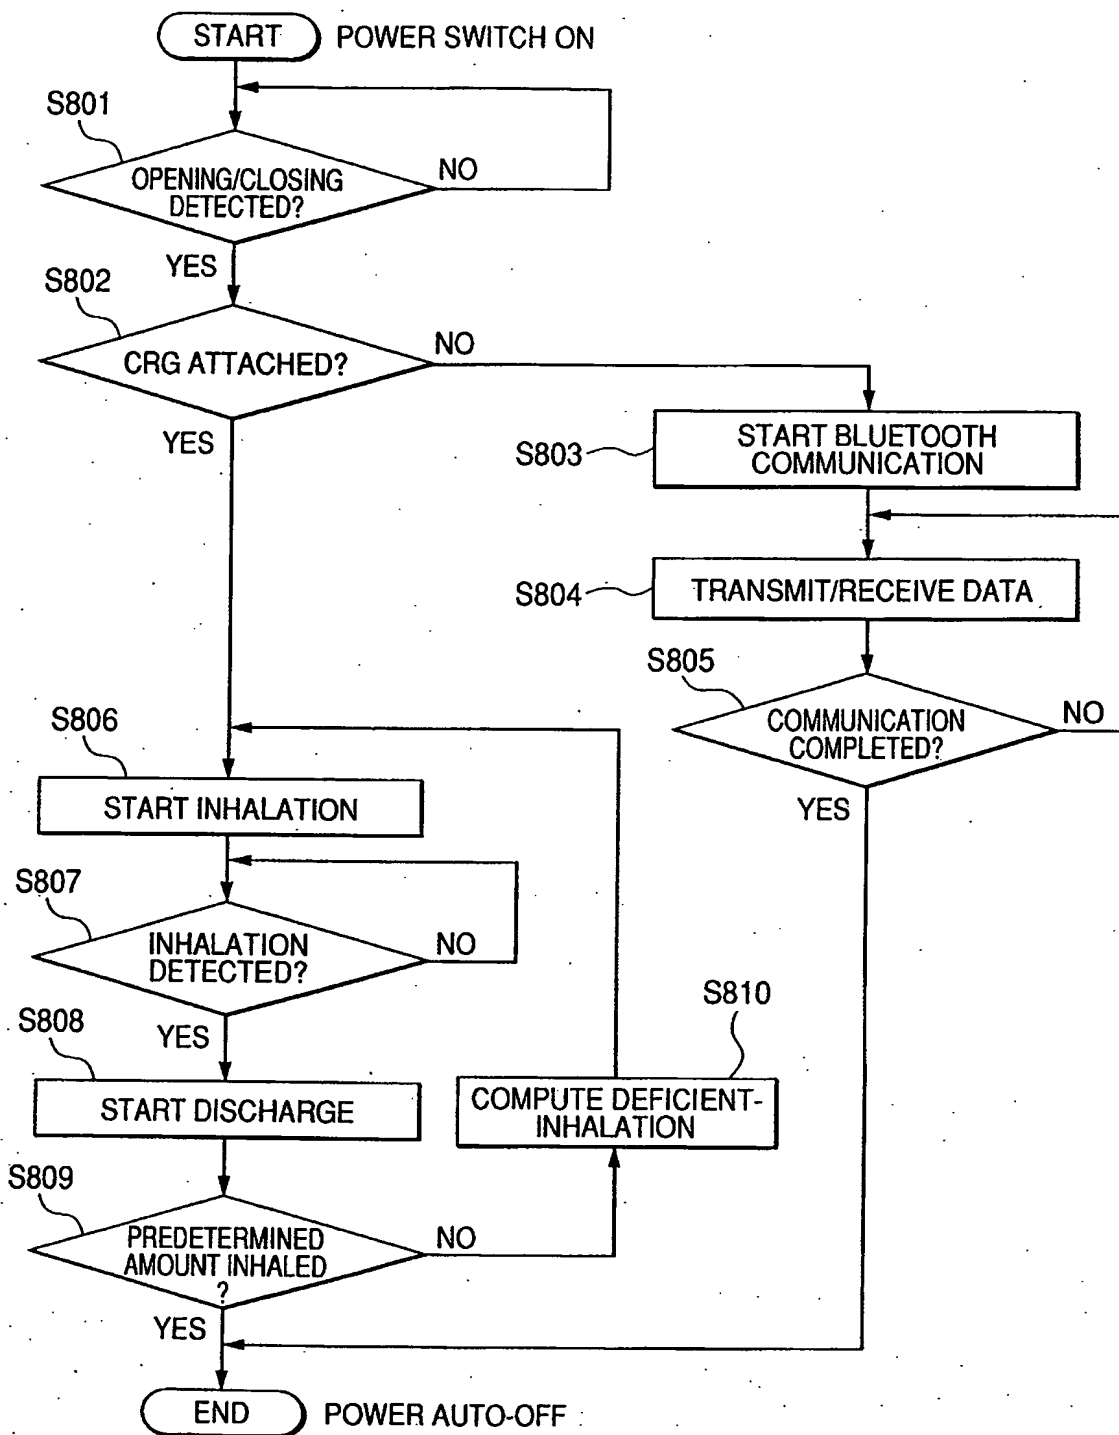 START
POWER SWITCH ON
S801
OPENING/CLOSING
DETECTED?
NO
YES
S802
CRG ATTACHED?
NO
YES
S803
START BLUETOOTH
COMMUNICATION
S804
TRANSMIT/RECEIVE DATA
S805
COMMUNICATION
COMPLETED?
NO
YES
S806
START INHALATION
S807
INHALATION
DETECTED?
NO
YES
S808
START DISCHARGE
S810
COMPUTE DEFICIENT-
INHALATION
S809
PREDETERMINED
AMOUNT INHALED
?
NO
YES
END
POWER AUTO-OFF